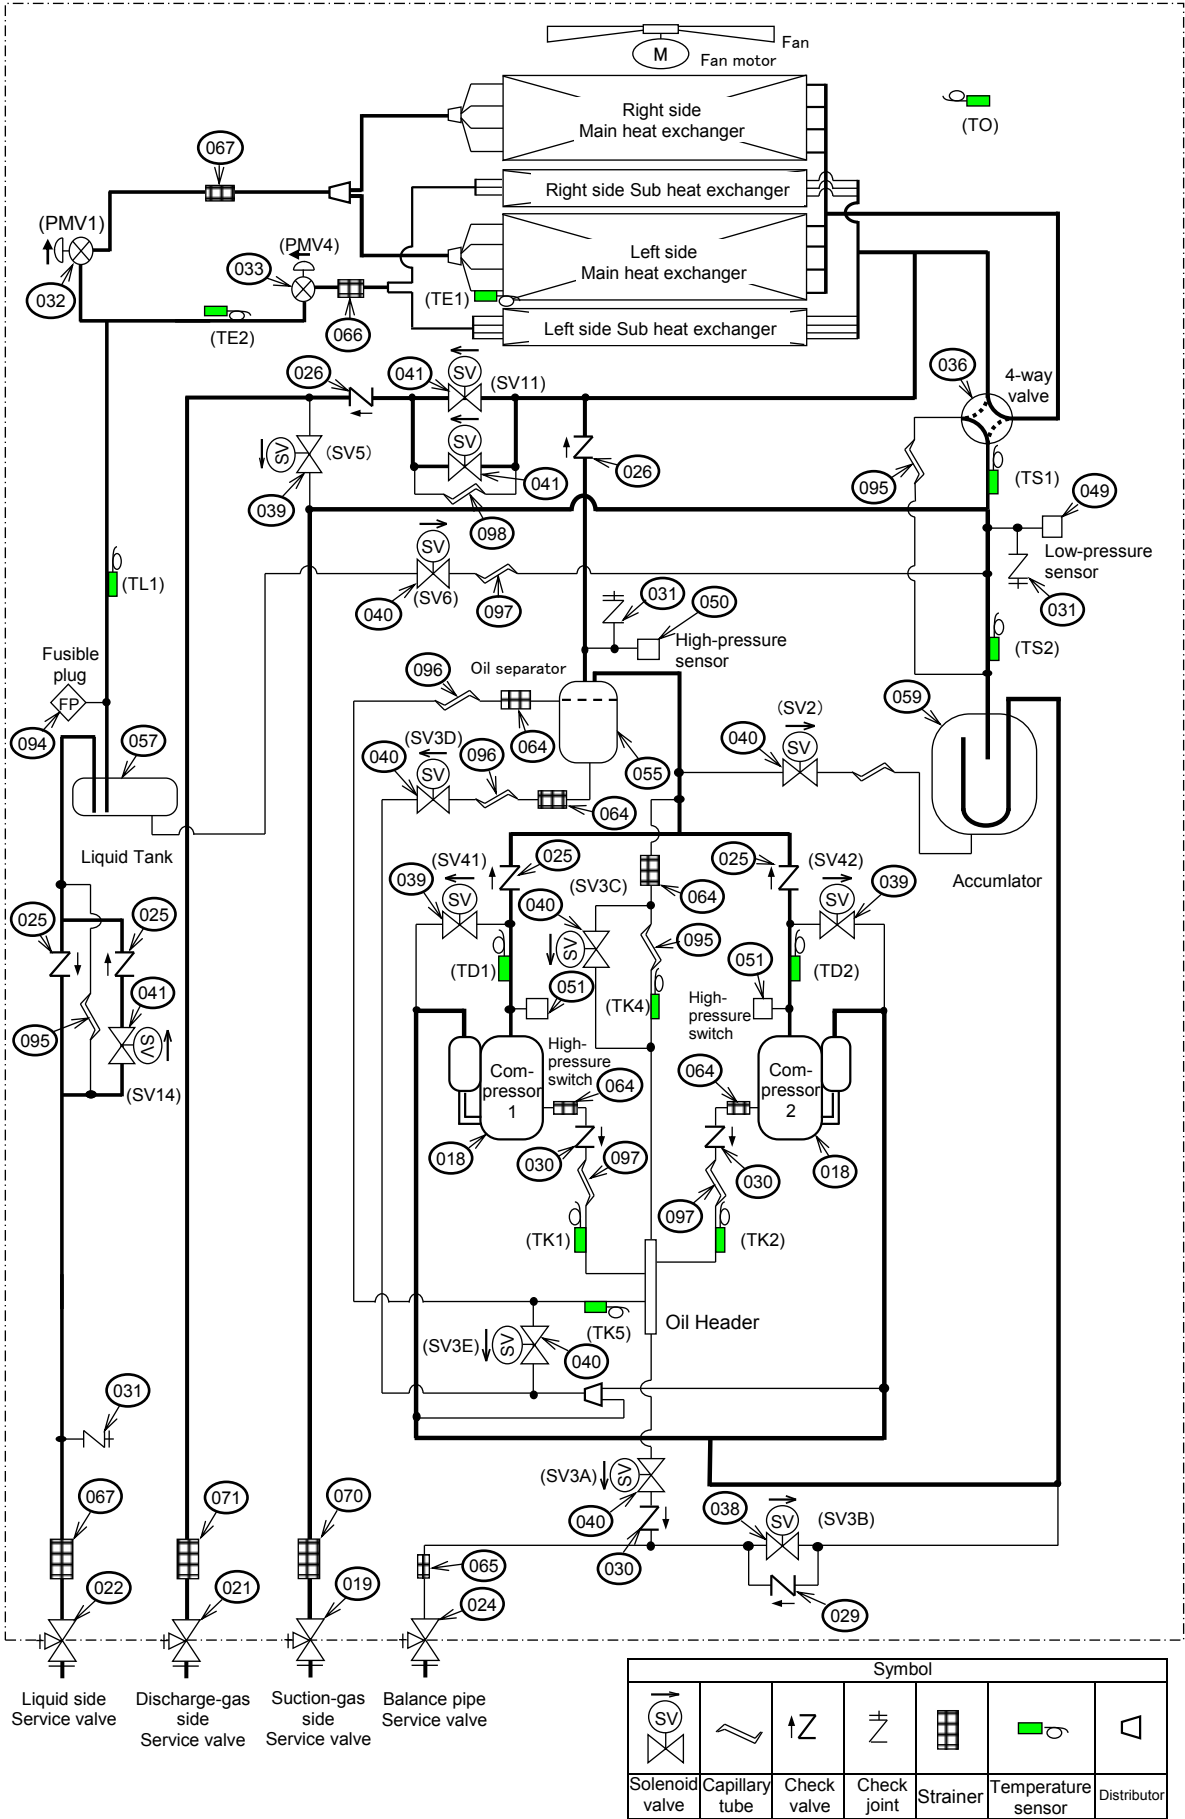 Fan
M
Fan motor
Right side
Main heat exchanger
(TO)
067
Right side Sub heat exchanger
(PMV1)
(PMV4)
033
032
Left side
Main heat exchanger
(TE1)
(TE2)
066
Left side Sub heat exchanger
026
041
SV
(SV11)
036
4-way
valve
SV
(SV5)
SV
041
026
039
098
095
(TS1)
049
SV
Low-pressure
sensor
(TL1)
040
(SV6)
097
031
050
031
High-pressure
sensor
(TS2)
Fusible
plug
FP
094
096
Oil separator
064
(SV2)
059
057
040
(SV3D)
SV
096
055
040
SV
064
Liquid Tank
(SV41)
025
025
(SV42)
Accumlator
039
SV
(SV3C)
064
SV
039
025
025
040
SV
095
(TD1)
(TD2)
051
051
(TK4)
High-
pressure
switch
041
095
SV
(SV14)
Com-
pressor
1
High-
pressure
switch
064
064
Com-
pressor
2
018
030
097
030
018
097
(TK1)
(TK2)
Oil Header
(TK5)
(SV3E)
SV
040
031
(SV3A)
SV
040
038
SV
(SV3B)
067
071
070
065
030
029
022
021
019
024
Liquid side
Service valve
Discharge-gas
side
Service valve
Suction-gas
side
Service valve
Balance pipe
Service valve
Symbol
SV
Solenoid
valve
Capillary
tube
Check
valve
Check
joint
Strainer
Temperature
sensor
Distributor